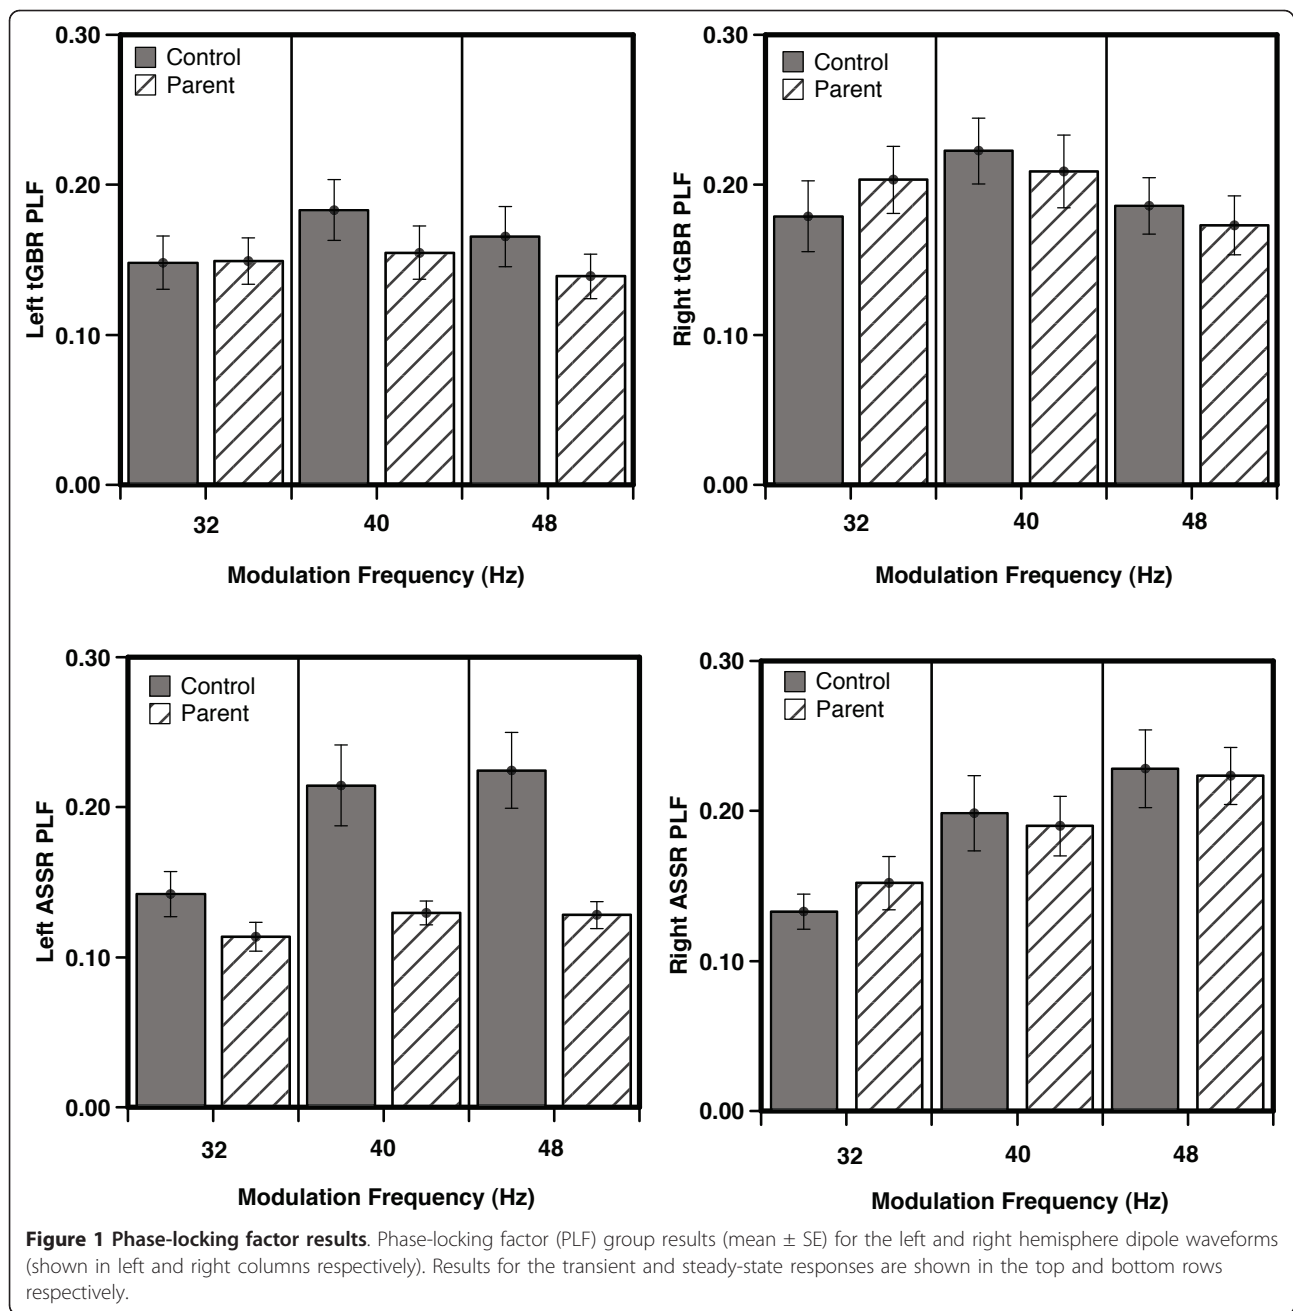 0.30
Control
Parent
0.20
Left tGBR PLF
0.10
0.00
32 40 48
Modulation Frequency (Hz)
0.30
Control
Parent
0.20
Right tGBR PLF
0.10
0.00
32 40 48
Modulation Frequency (Hz)
0.30
Control
Parent
0.20
Left ASSR PLF
0.10
0.00
32 40 48
Modulation Frequency (Hz)
0.30
Control
Parent
0.20
Right ASSR PLF
0.10
0.00
32 40 48
Modulation Frequency (Hz)
Figure 1 Phase-locking factor results. Phase-locking factor (PLF) group results (mean ± SE) for the left and right hemisphere dipole waveforms
(shown in left and right columns respectively). Results for the transient and steady-state responses are shown in the top and bottom rows
respectively.